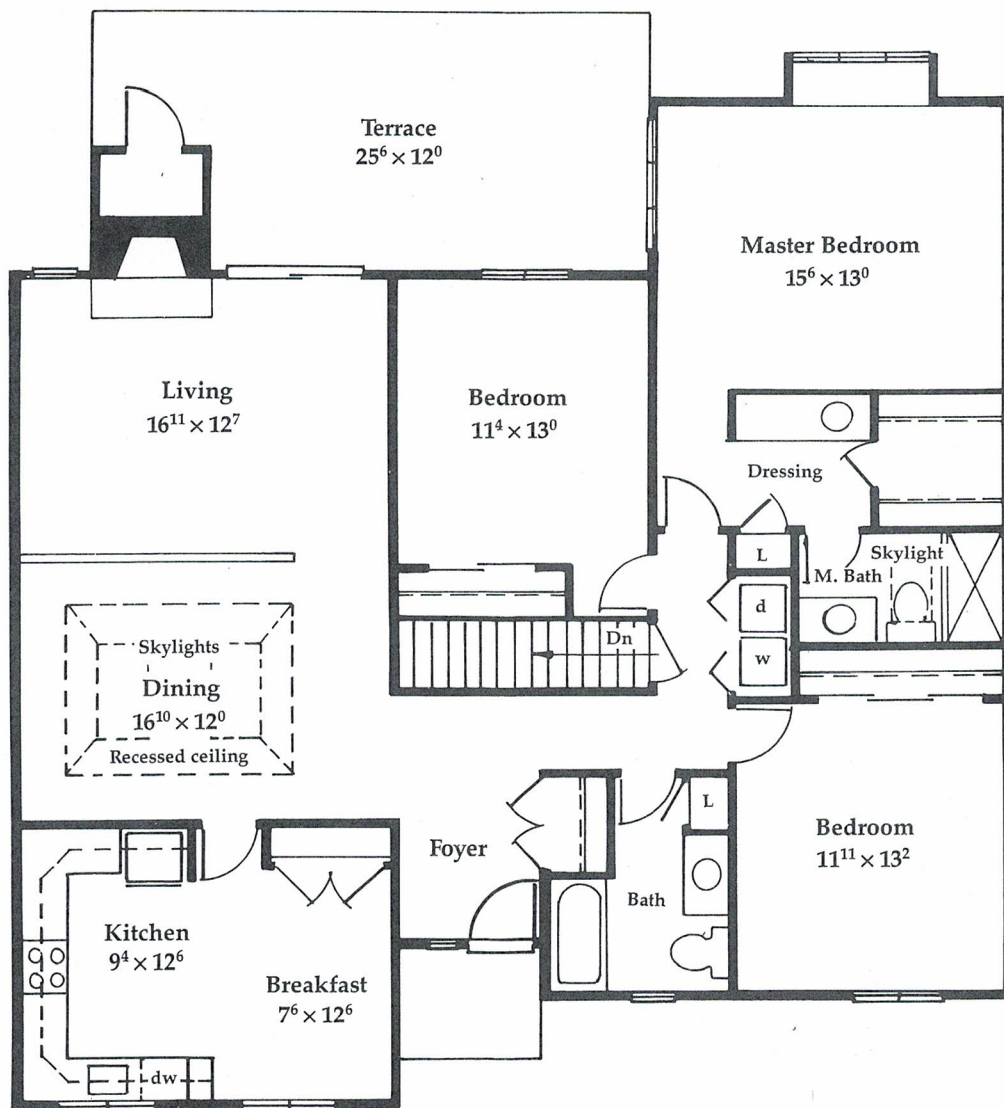 Terrace
25⁶ × 12⁰
Master Bedroom
15⁶ × 13⁰
Living
16¹¹ × 12⁷
Bedroom
11⁴ × 13⁰
Dressing
L
M. Bath
Skylight
d
w
Dn
Skylights
Dining
16¹⁰ × 12⁰
Recessed ceiling
Foyer
L
Bath
Bedroom
11¹¹ × 13²
Kitchen
9⁴ × 12⁶
Breakfast
7⁶ × 12⁶
dw